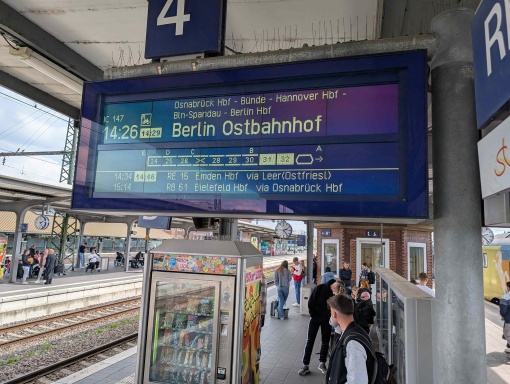 4
Osnabrück Hbf - Bünde - Hannover Hbf -
IC 147
Bln-Spandau - Berlin Hbf
14:26 14:29 Berlin Ostbahnhof
E D C B A
24 25 26 28 29 30 31 32
14:34 14:46 RE 15 Emden Hbf via Leer(Ostfriesl)
15:14 RB 61 Bielefeld Hbf via Osnabrück Hbf